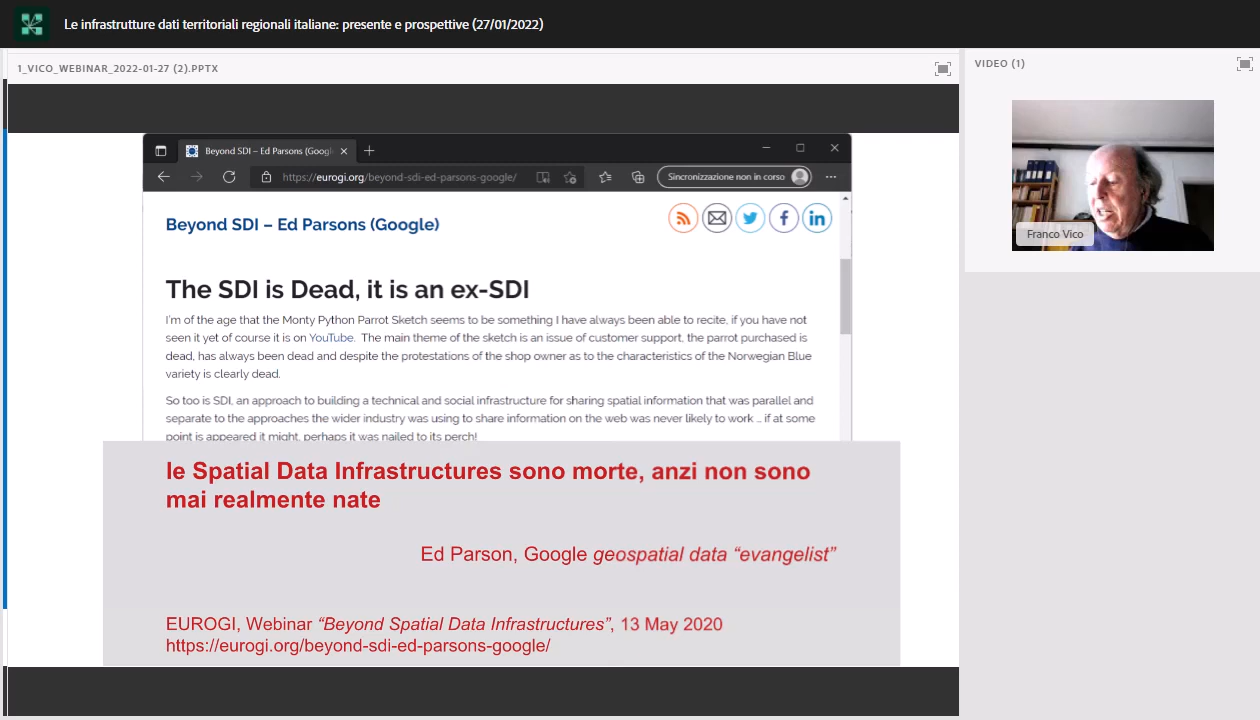 Le infrastrutture dati territoriali regionali italiane: presente e prospettive (27/01/2022)
1_VICO_WEBINAR_2022-01-27 (2).PPTX
VIDEO (1)
Beyond SDI – Ed Parsons (Googl
https://eurogi.org/beyond-sdi-ed-parsons-google/
Sincronizzazione non in corso
Beyond SDI – Ed Parsons (Google)
The SDI is Dead, it is an ex-SDI
I'm of the age that the Monty Python Parrot Sketch seems to be something I have always been able to recite, if you have not
seen it yet of course it is on YouTube. The main theme of the sketch is an issue of customer support, the parrot purchased is
dead, has always been dead and despite the protestations of the shop owner as to the characteristics of the Norwegian Blue
variety is clearly dead.
So too is SDI, an approach to building a technical and social infrastructure for sharing spatial information that was parallel and
separate to the approaches the wider industry was using to share information on the web was never likely to work .. if at some
point is appeared it might, perhaps it was nailed to its perch!
le Spatial Data Infrastructures sono morte, anzi non sono
mai realmente nate
Ed Parson, Google geospatial data “evangelist”
EUROGI, Webinar “Beyond Spatial Data Infrastructures”, 13 May 2020
https://eurogi.org/beyond-sdi-ed-parsons-google/
Franco Vico